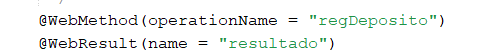 @WebMethod(operationName = "regDeposito")
@WebResult(name = "resultado")